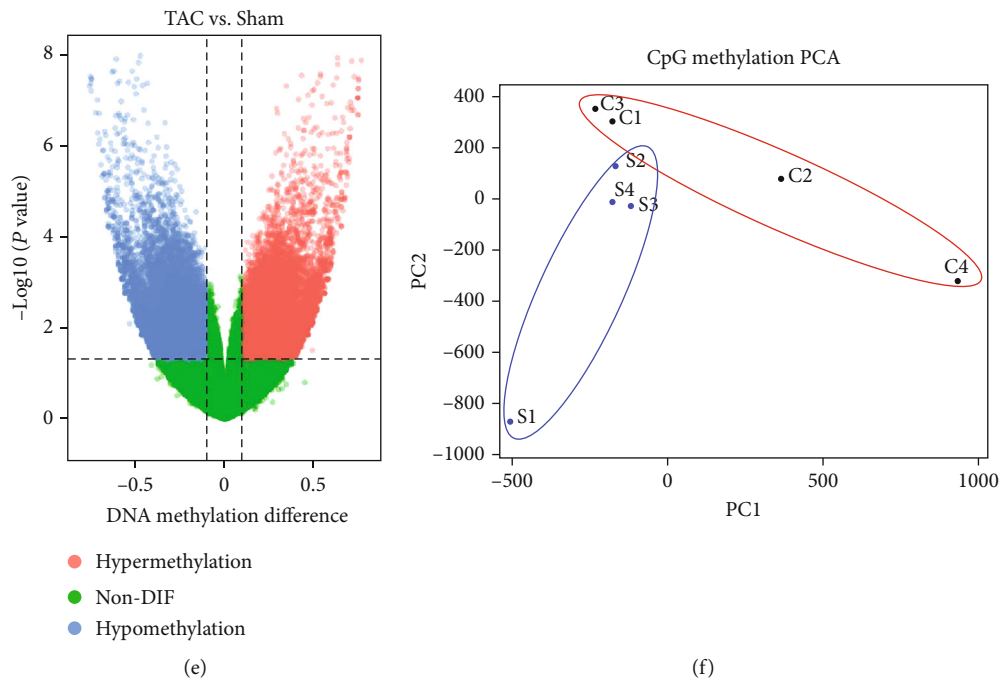 TAC vs. Sham
8
6
4
2
0
−Log10 (P value)
−0.5
0
0.5
DNA methylation difference
Hypermethylation
Non-DIF
Hypomethylation
(e)
CpG methylation PCA
400
200
0
−200
−400
−600
−800
−1000
PC2
C3
C1
S2
C2
S4
S3
C4
S1
−500
0
500
1000
PC1
(f)